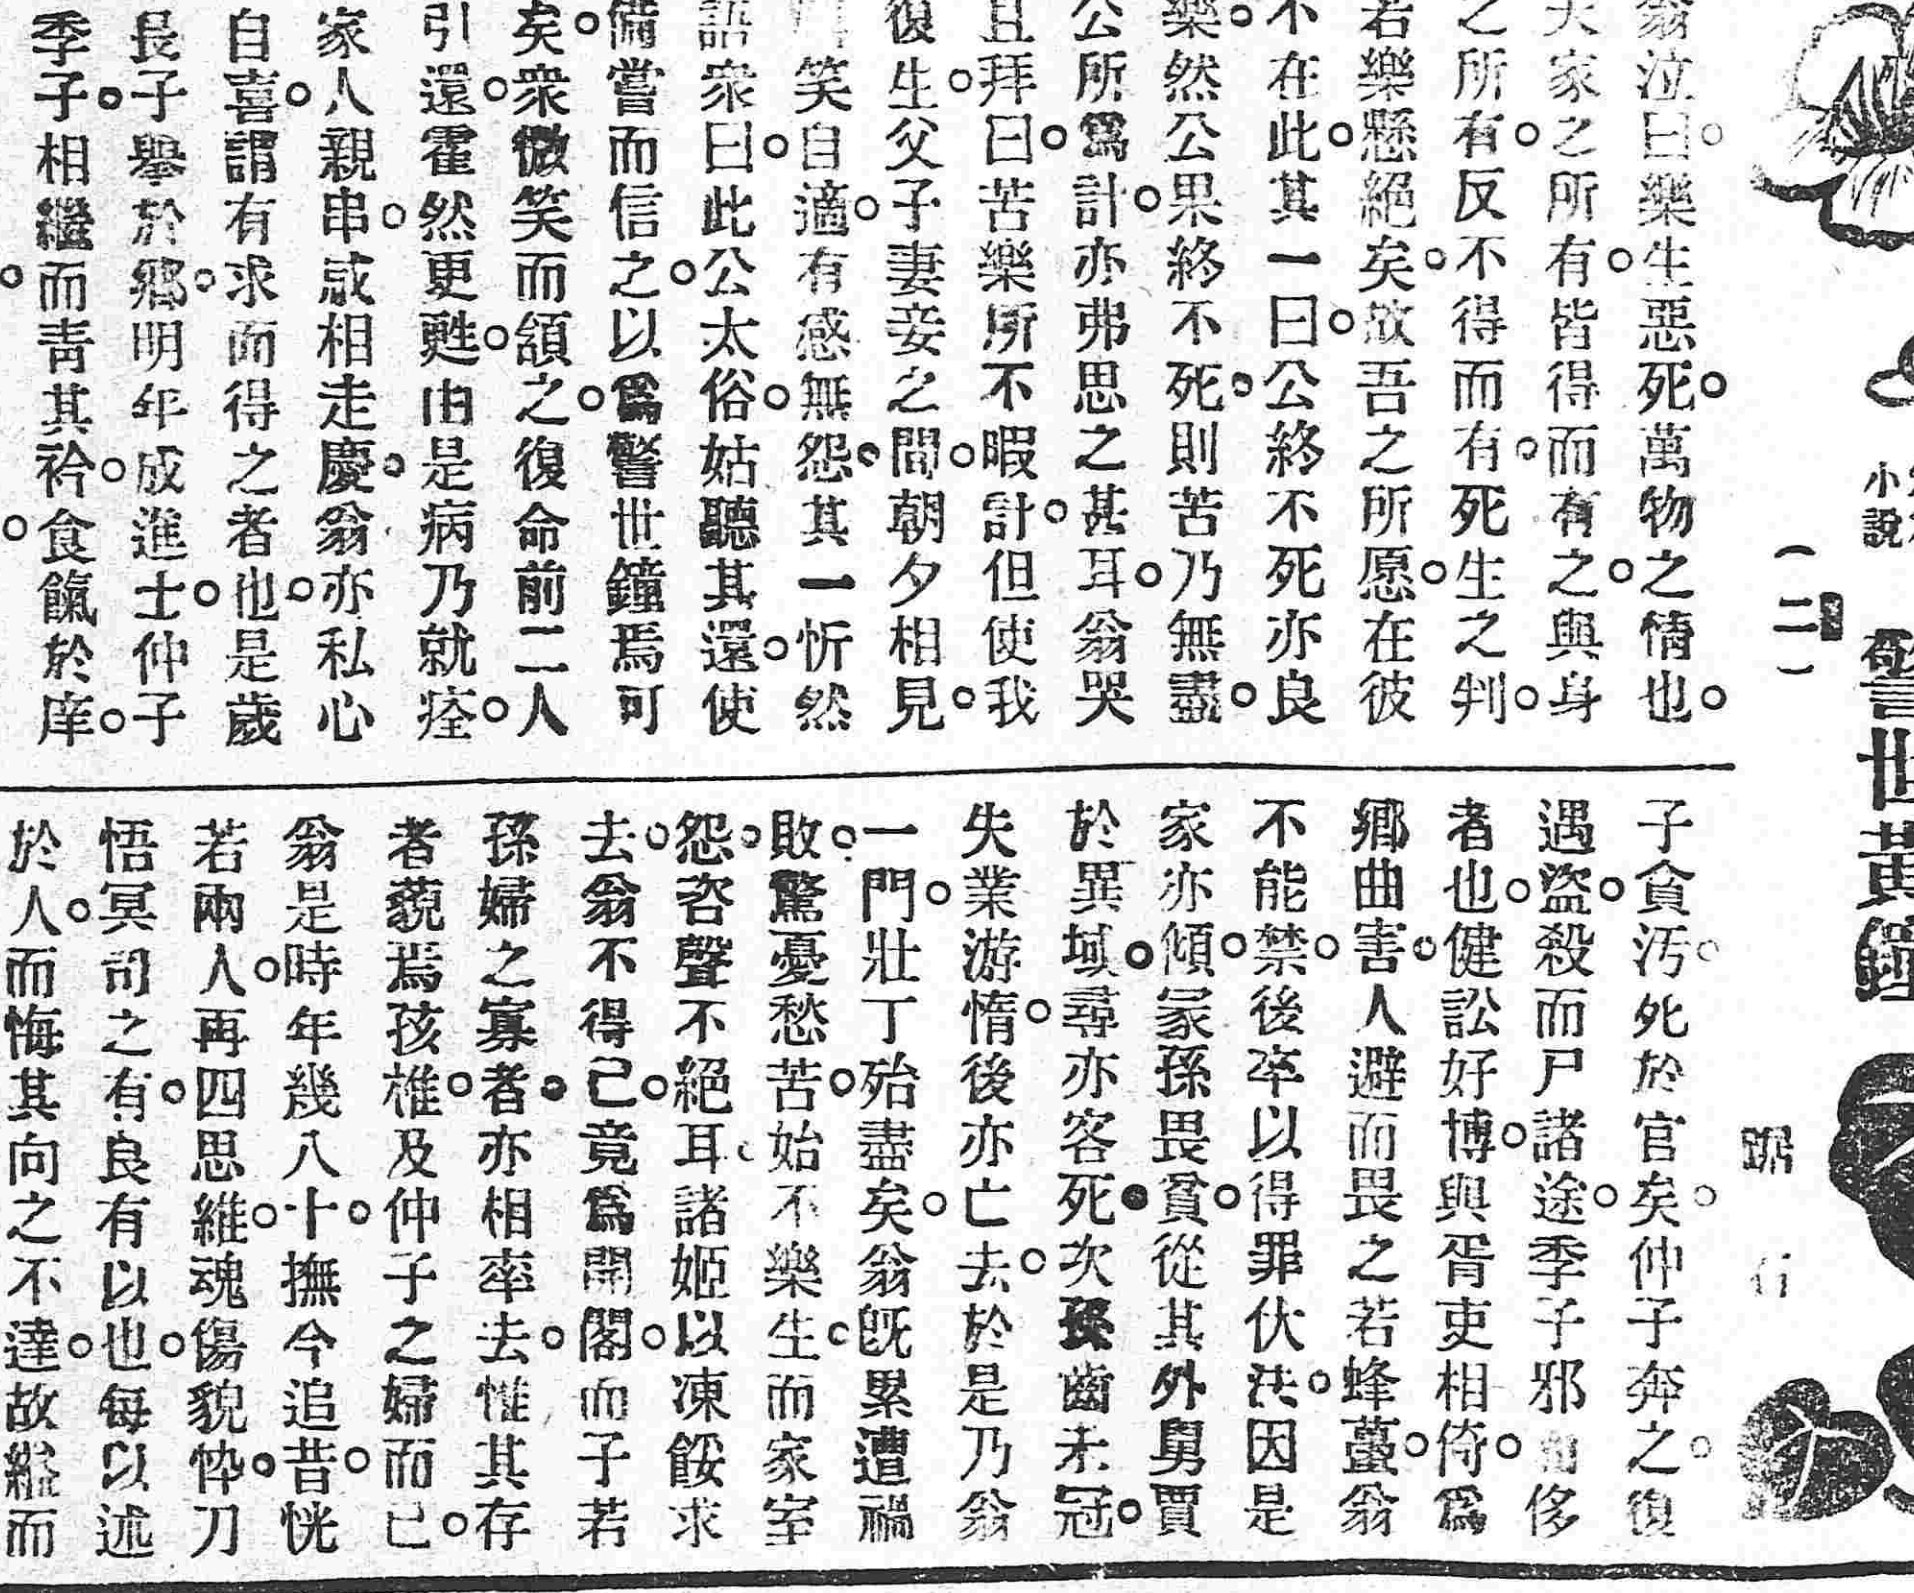 小說
警世黃鐘
(二)
翁泣曰。樂生惡死。萬物之情也。
大家之所有。皆得而有之。與身
之所有。反不得而有。死生之判。
若樂懸絕矣。故吾之所愿。在彼
不在此。其一曰。公終不死亦良
樂。然公果終不死。則苦乃無盡。
公所爲計。亦弗思之甚耳。翁哭
且拜曰。苦樂所不暇計。但使我
復生。父子妻妾之間。朝夕相見。
笑自適。有感無怨。其一忻然
語衆曰。此公太俗。姑聽其還。使
備嘗而信之。以爲警世鐘焉可
矣。衆微笑而頷之。復命前二人
引還。霍然更甦。由是病乃就痊。
家人親串。咸相走慶。翁亦私心
自喜。謂有求而得之者也。是歲
長子舉於鄉。明年成進士。仲子
季子。相繼而靑其衿。食餼於庠。
子貪汚。死於官矣。仲子奔之。復
遇盜。殺而尸諸途。季子邪而侈
者也。健訟好博。與胥吏相倚。爲
鄉曲害。人避而畏之若蜂蠆。翁
不能禁。後卒以得罪伏法。因是
家亦傾。冢孫畏貧。從其外舅賈
於異域。尋亦客死。次孫齒未冠。
失業游惰。後亦亡去。於是乃翁
一門。壯丁殆盡矣。翁旣累遭禍
敗。驚憂愁苦。始不樂生。而家室
怨。咨聲不絕耳。諸姬以凍餒求
去。翁不得已。竟爲開閣。而子若
孫婦之寡者。亦相率去。惟其存
者。藐焉孩椎。及仲子之婦而已。
翁是時年幾八十。撫今追昔。恍
若兩人。再四思維。魂傷貌悴。乃
悟冥司之有。良有以也。每以述
於人。而悔其向之不達。故縱而